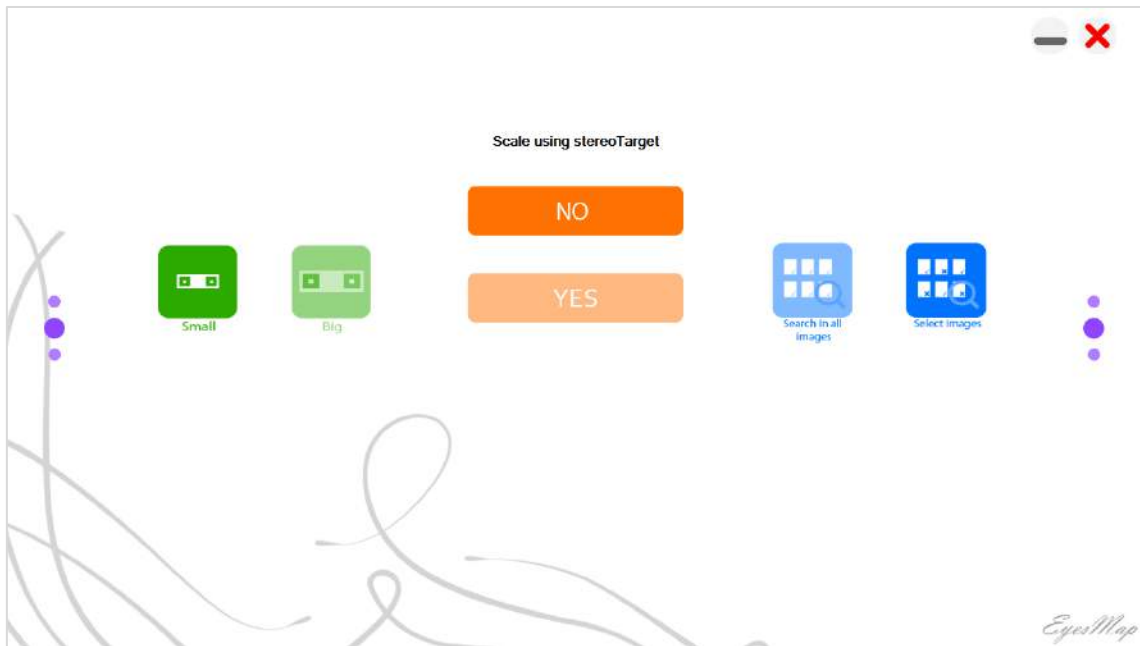 Scale using stereoTarget
NO
YES
Small
Big
Search in all
images
Select images
EyesMap